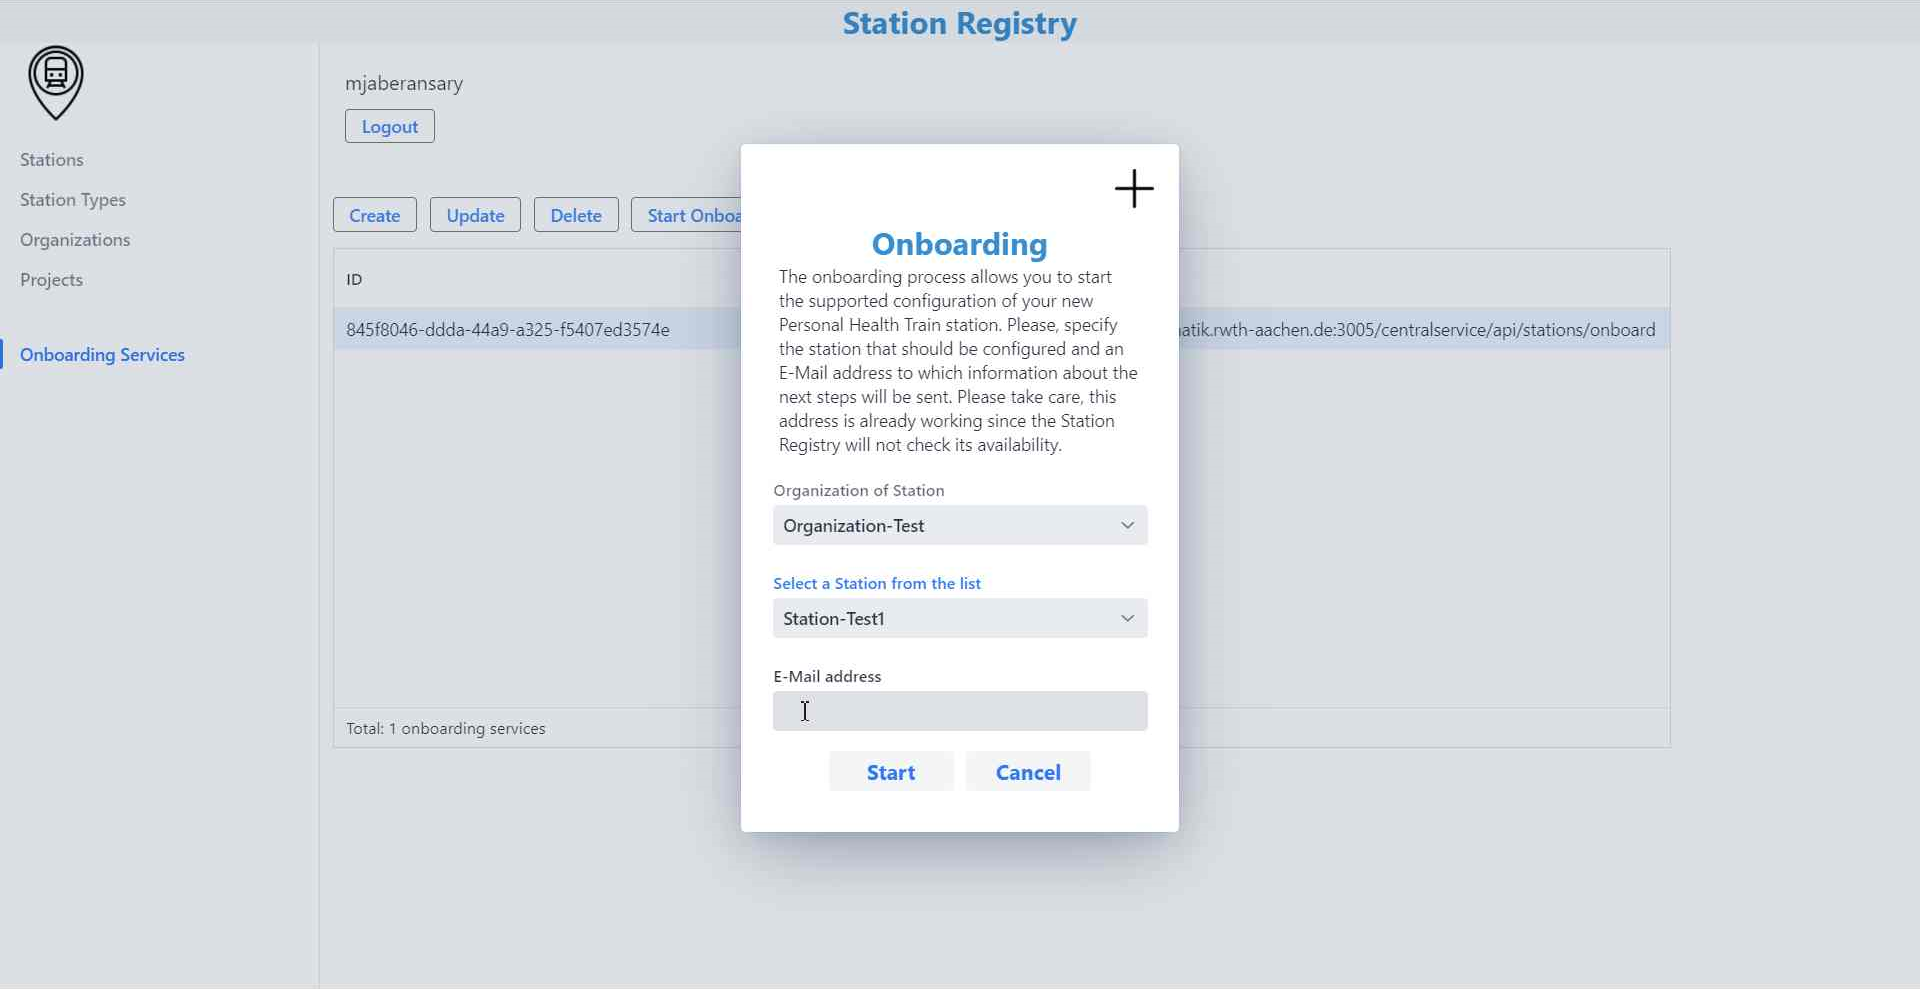 Station Registry
mjaberansary
Logout
Stations
Station Types
Organizations
Projects
Onboarding Services
Create Update Delete Start Onboa
ID
845f8046-ddda-44a9-a325-f5407ed3574e
atik.rwth-aachen.de:3005/centralservice/api/stations/onboard
Total: 1 onboarding services
Onboarding
The onboarding process allows you to start
the supported configuration of your new
Personal Health Train station. Please, specify
the station that should be configured and an
E-Mail address to which information about the
next steps will be sent. Please take care, this
address is already working since the Station
Registry will not check its availability.
Organization of Station
Organization-Test
Select a Station from the list
Station-Test1
E-Mail address
Start Cancel